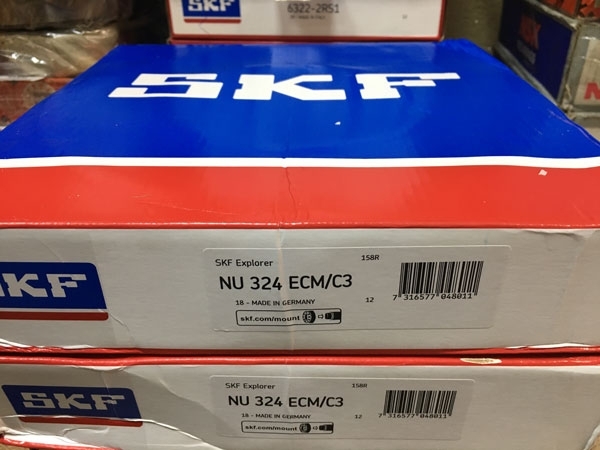 SKF
6322-2RS1
12
SKF
SKF
SKF Explorer
158R
NU 324 ECM/C3
18 - MADE IN GERMANY
12
7 316577 048011
skf.com/mount
SKF
SKF Explorer
158R
NU 324 ECM/C3
18 - MADE IN GERMANY
12
7 316577 048011
skf.com/mount